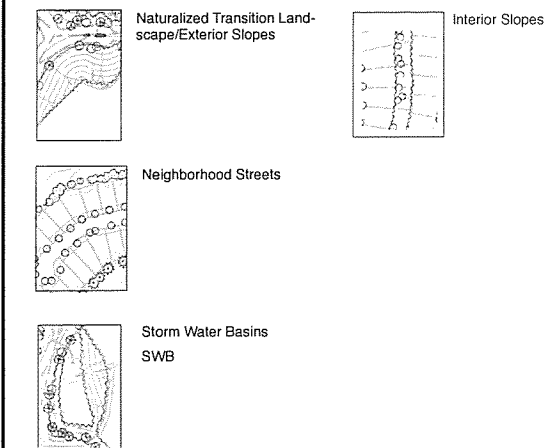 Naturalized Transition Land-
scape/Exterior Slopes
Interior Slopes
Neighborhood Streets
Storm Water Basins
SWB